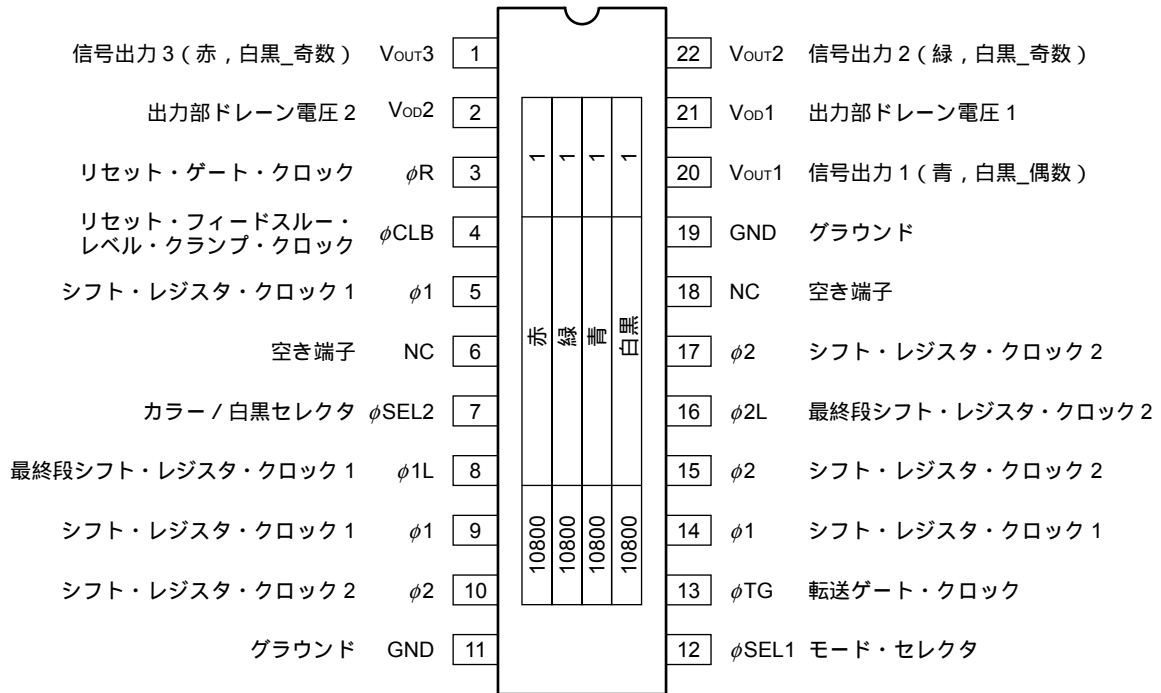 信号出力 3 ( 赤 , 白黒_奇数 ) VOUT3 1
出力部ドレーン電圧 2 VOD2 2
リセット・ゲート・クロック φR 3
リセット・フィードスルー・
レベル・クランプ・クロック φCLB 4
シフト・レジスタ・クロック 1 φ1 5
空き端子 NC 6
カラー / 白黒セレクタ φSEL2 7
最終段シフト・レジスタ・クロック 1 φ1L 8
シフト・レジスタ・クロック 1 φ1 9
シフト・レジスタ・クロック 2 φ2 10
グラウンド GND 11
1 1 1 1
赤 緑 青 白黒
10800 10800 10800 10800
22 VOUT2 信号出力 2 ( 緑 , 白黒_奇数 )
21 VOD1 出力部ドレーン電圧 1
20 VOUT1 信号出力 1 ( 青 , 白黒_偶数 )
19 GND グラウンド
18 NC 空き端子
17 φ2 シフト・レジスタ・クロック 2
16 φ2L 最終段シフト・レジスタ・クロック 2
15 φ2 シフト・レジスタ・クロック 2
14 φ1 シフト・レジスタ・クロック 1
13 φTG 転送ゲート・クロック
12 φSEL1 モード・セレクタ